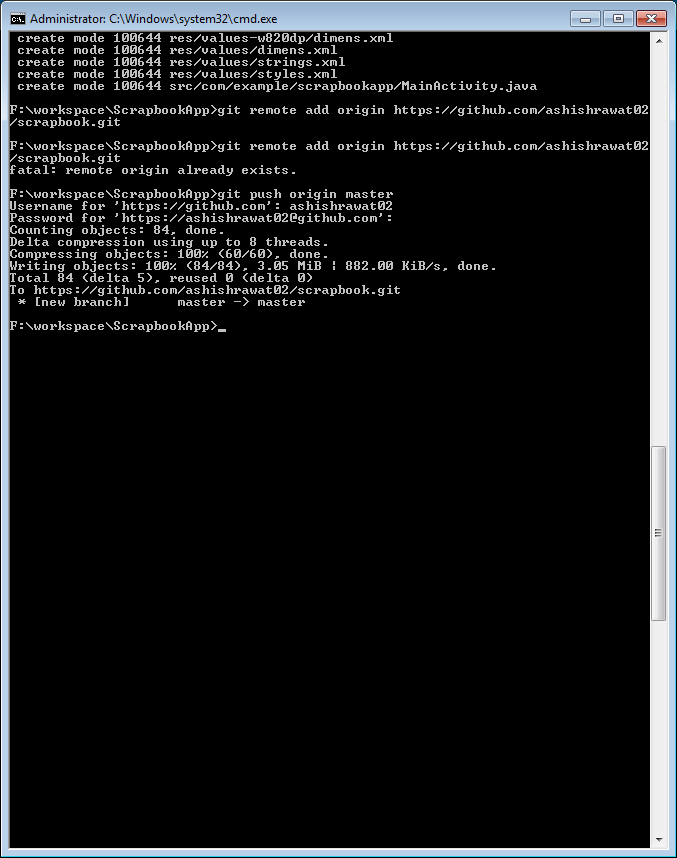 Administrator: C:\Windows\system32\cmd.exe
create mode 100644 res/values-w820dp/dimens.xml
create mode 100644 res/values/dimens.xml
create mode 100644 res/values/strings.xml
create mode 100644 res/values/styles.xml
create mode 100644 src/com/example/scrapbookapp/MainActivity.java
F:\workspace\ScrapbookApp>git remote add origin https://github.com/ashishrawat02
/scrapbook.git
F:\workspace\ScrapbookApp>git remote add origin https://github.com/ashishrawat02
/scrapbook.git
fatal: remote origin already exists.
F:\workspace\ScrapbookApp>git push origin master
Username for 'https://github.com': ashishrawat02
Password for 'https://ashishrawat02@github.com':
Counting objects: 84, done.
Delta compression using up to 8 threads.
Compressing objects: 100% (60/60), done.
Writing objects: 100% (84/84), 3.05 MiB ¦ 882.00 KiB/s, done.
Total 84 (delta 5), reused 0 (delta 0)
To https://github.com/ashishrawat02/scrapbook.git
* [new branch]      master -> master
F:\workspace\ScrapbookApp>_